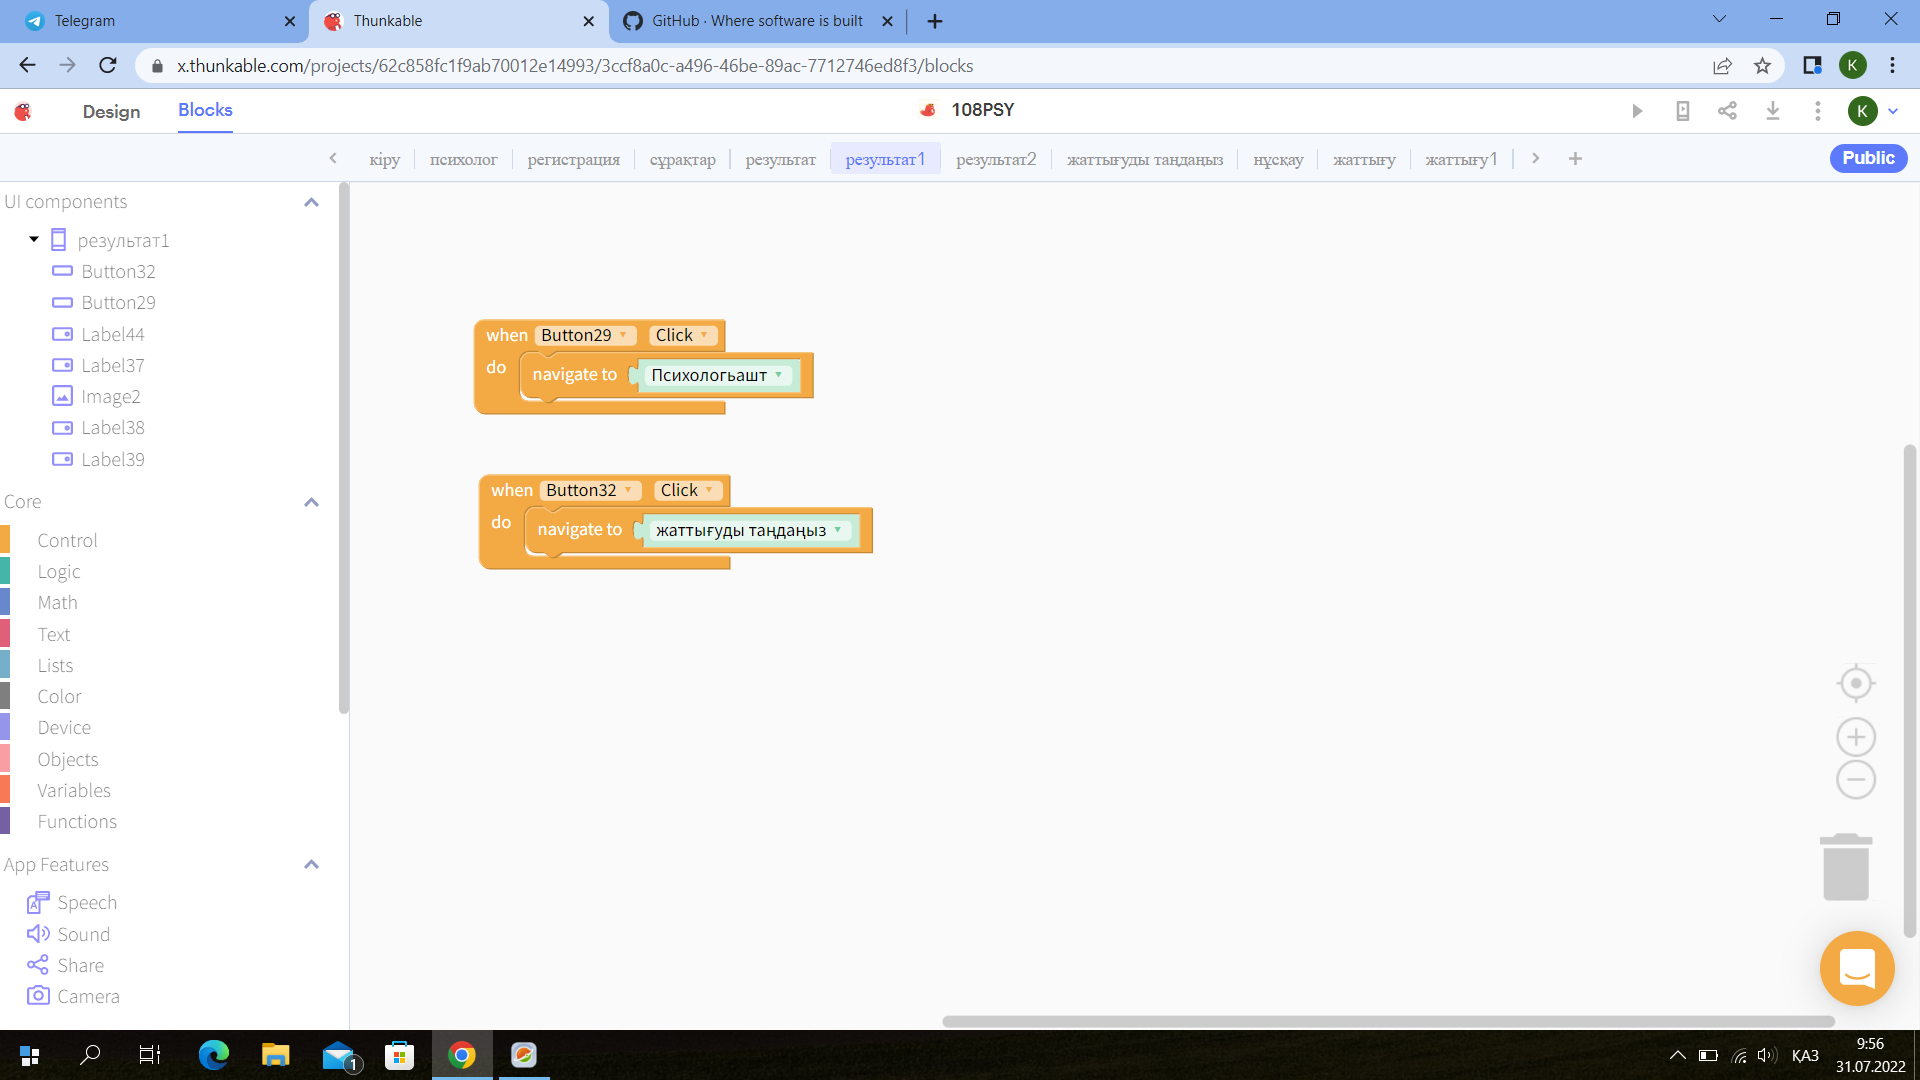 Telegram
Thunkable
GitHub · Where software is built
x.thunkable.com/projects/62c858fc1f9ab70012e14993/3ccf8a0c-a496-46be-89ac-7712746ed8f3/blocks
K
Design
Blocks
108PSY
K
кіру
психолог
регистрация
сұрақтар
результат
результат1
результат2
жаттығуды таңдаңыз
нұсқау
жаттығу
жаттығу1
Public
UI components
результат1
Button32
Button29
Label44
Label37
Image2
Label38
Label39
Core
Control
Logic
Math
Text
Lists
Color
Device
Objects
Variables
Functions
App Features
Speech
Sound
Share
Camera
when Button29 Click
do navigate to Психологьашт
when Button32 Click
do navigate to жаттығуды таңдаңыз
1
ҚАЗ
9:56
31.07.2022